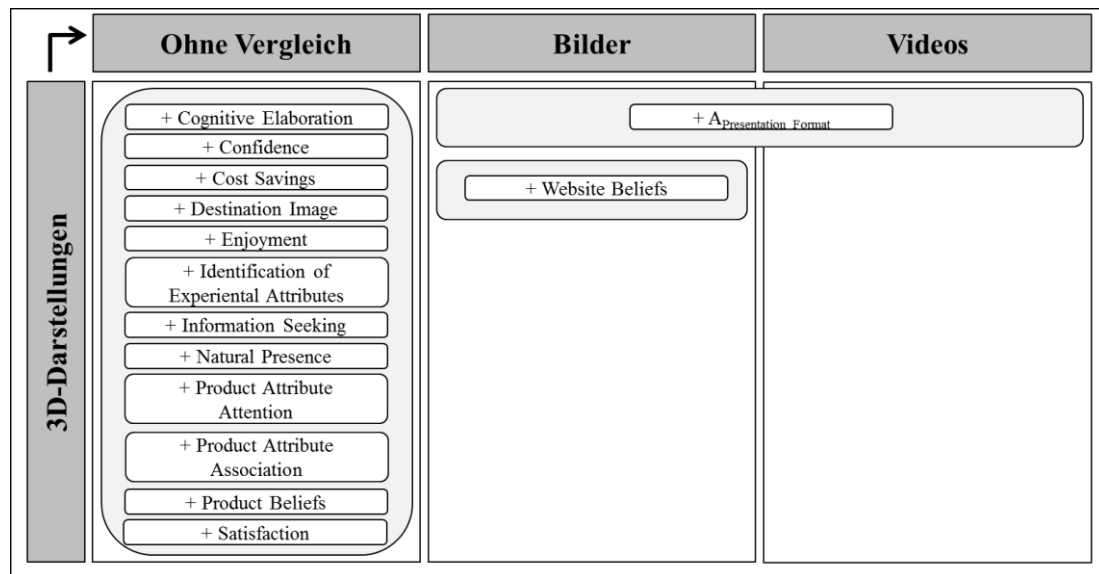 Ohne Vergleich
Bilder
Videos
3D-Darstellungen
+ Cognitive Elaboration
+ Confidence
+ Cost Savings
+ Destination Image
+ Enjoyment
+ Identification of
Experiental Attributes
+ Information Seeking
+ Natural Presence
+ Product Attribute
Attention
+ Product Attribute
Association
+ Product Beliefs
+ Satisfaction
+ A Presentation Format
+ Website Beliefs